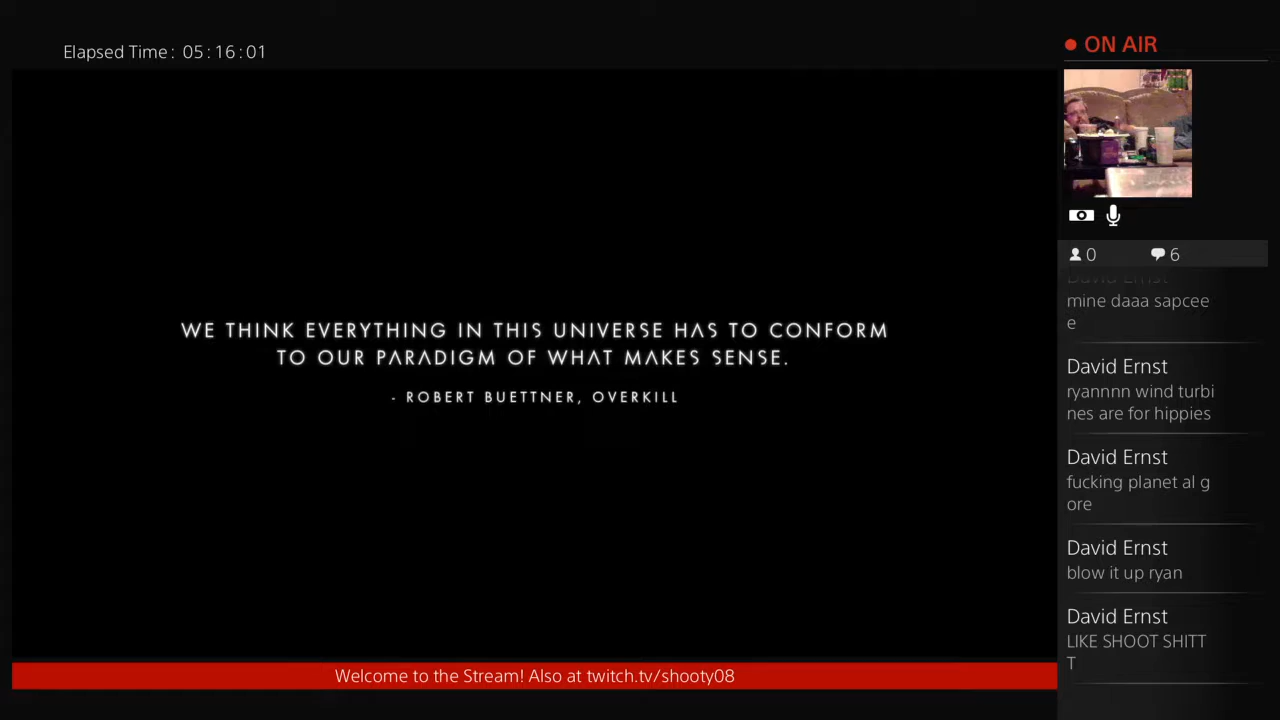 Elapsed Time: 05:16:01
ON AIR
0
6
WE THINK EVERYTHING IN THIS UNIVERSE HAS TO CONFORM
TO OUR PARADIGM OF WHAT MAKES SENSE.
- ROBERT BUETTNER, OVERKILL
David Ernst
mine daaa sapcee
e
David Ernst
ryannnn wind turbi
nes are for hippies
David Ernst
fucking planet al g
ore
David Ernst
blow it up ryan
David Ernst
LIKE SHOOT SHITT
T
Welcome to the Stream! Also at twitch.tv/shooty08